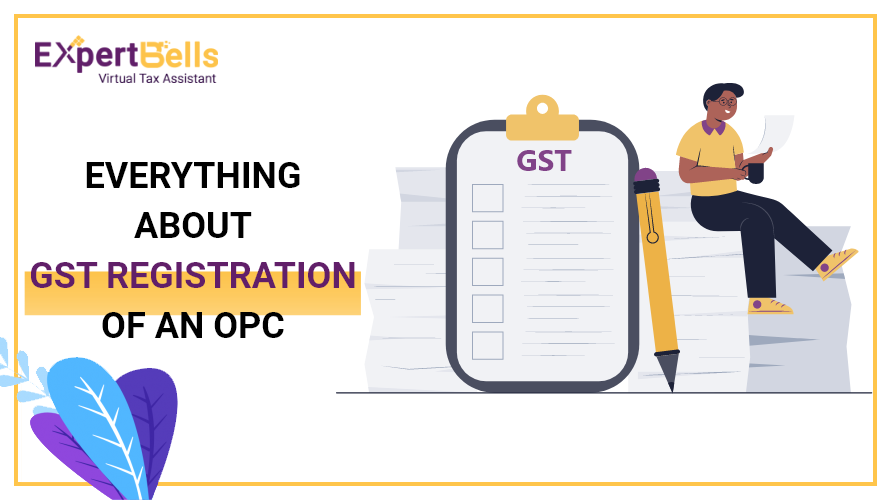 ExpertBells
Virtual Tax Assistant
EVERYTHING
ABOUT
GST REGISTRATION
OF AN OPC
GST